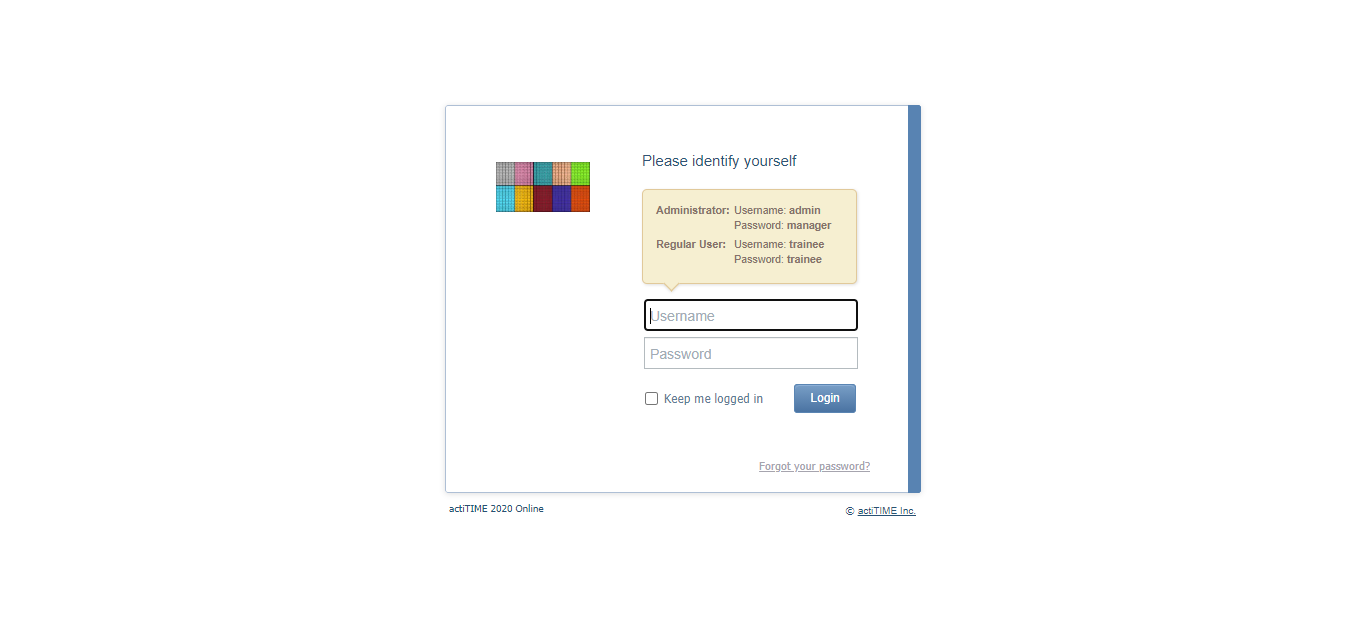 Please identify yourself
Administrator: Username: admin
Password: manager
Regular User: Username: trainee
Password: trainee
Username
Password
Keep me logged in
Login
Forgot your password?
actiTIME 2020 Online
© actiTIME Inc.